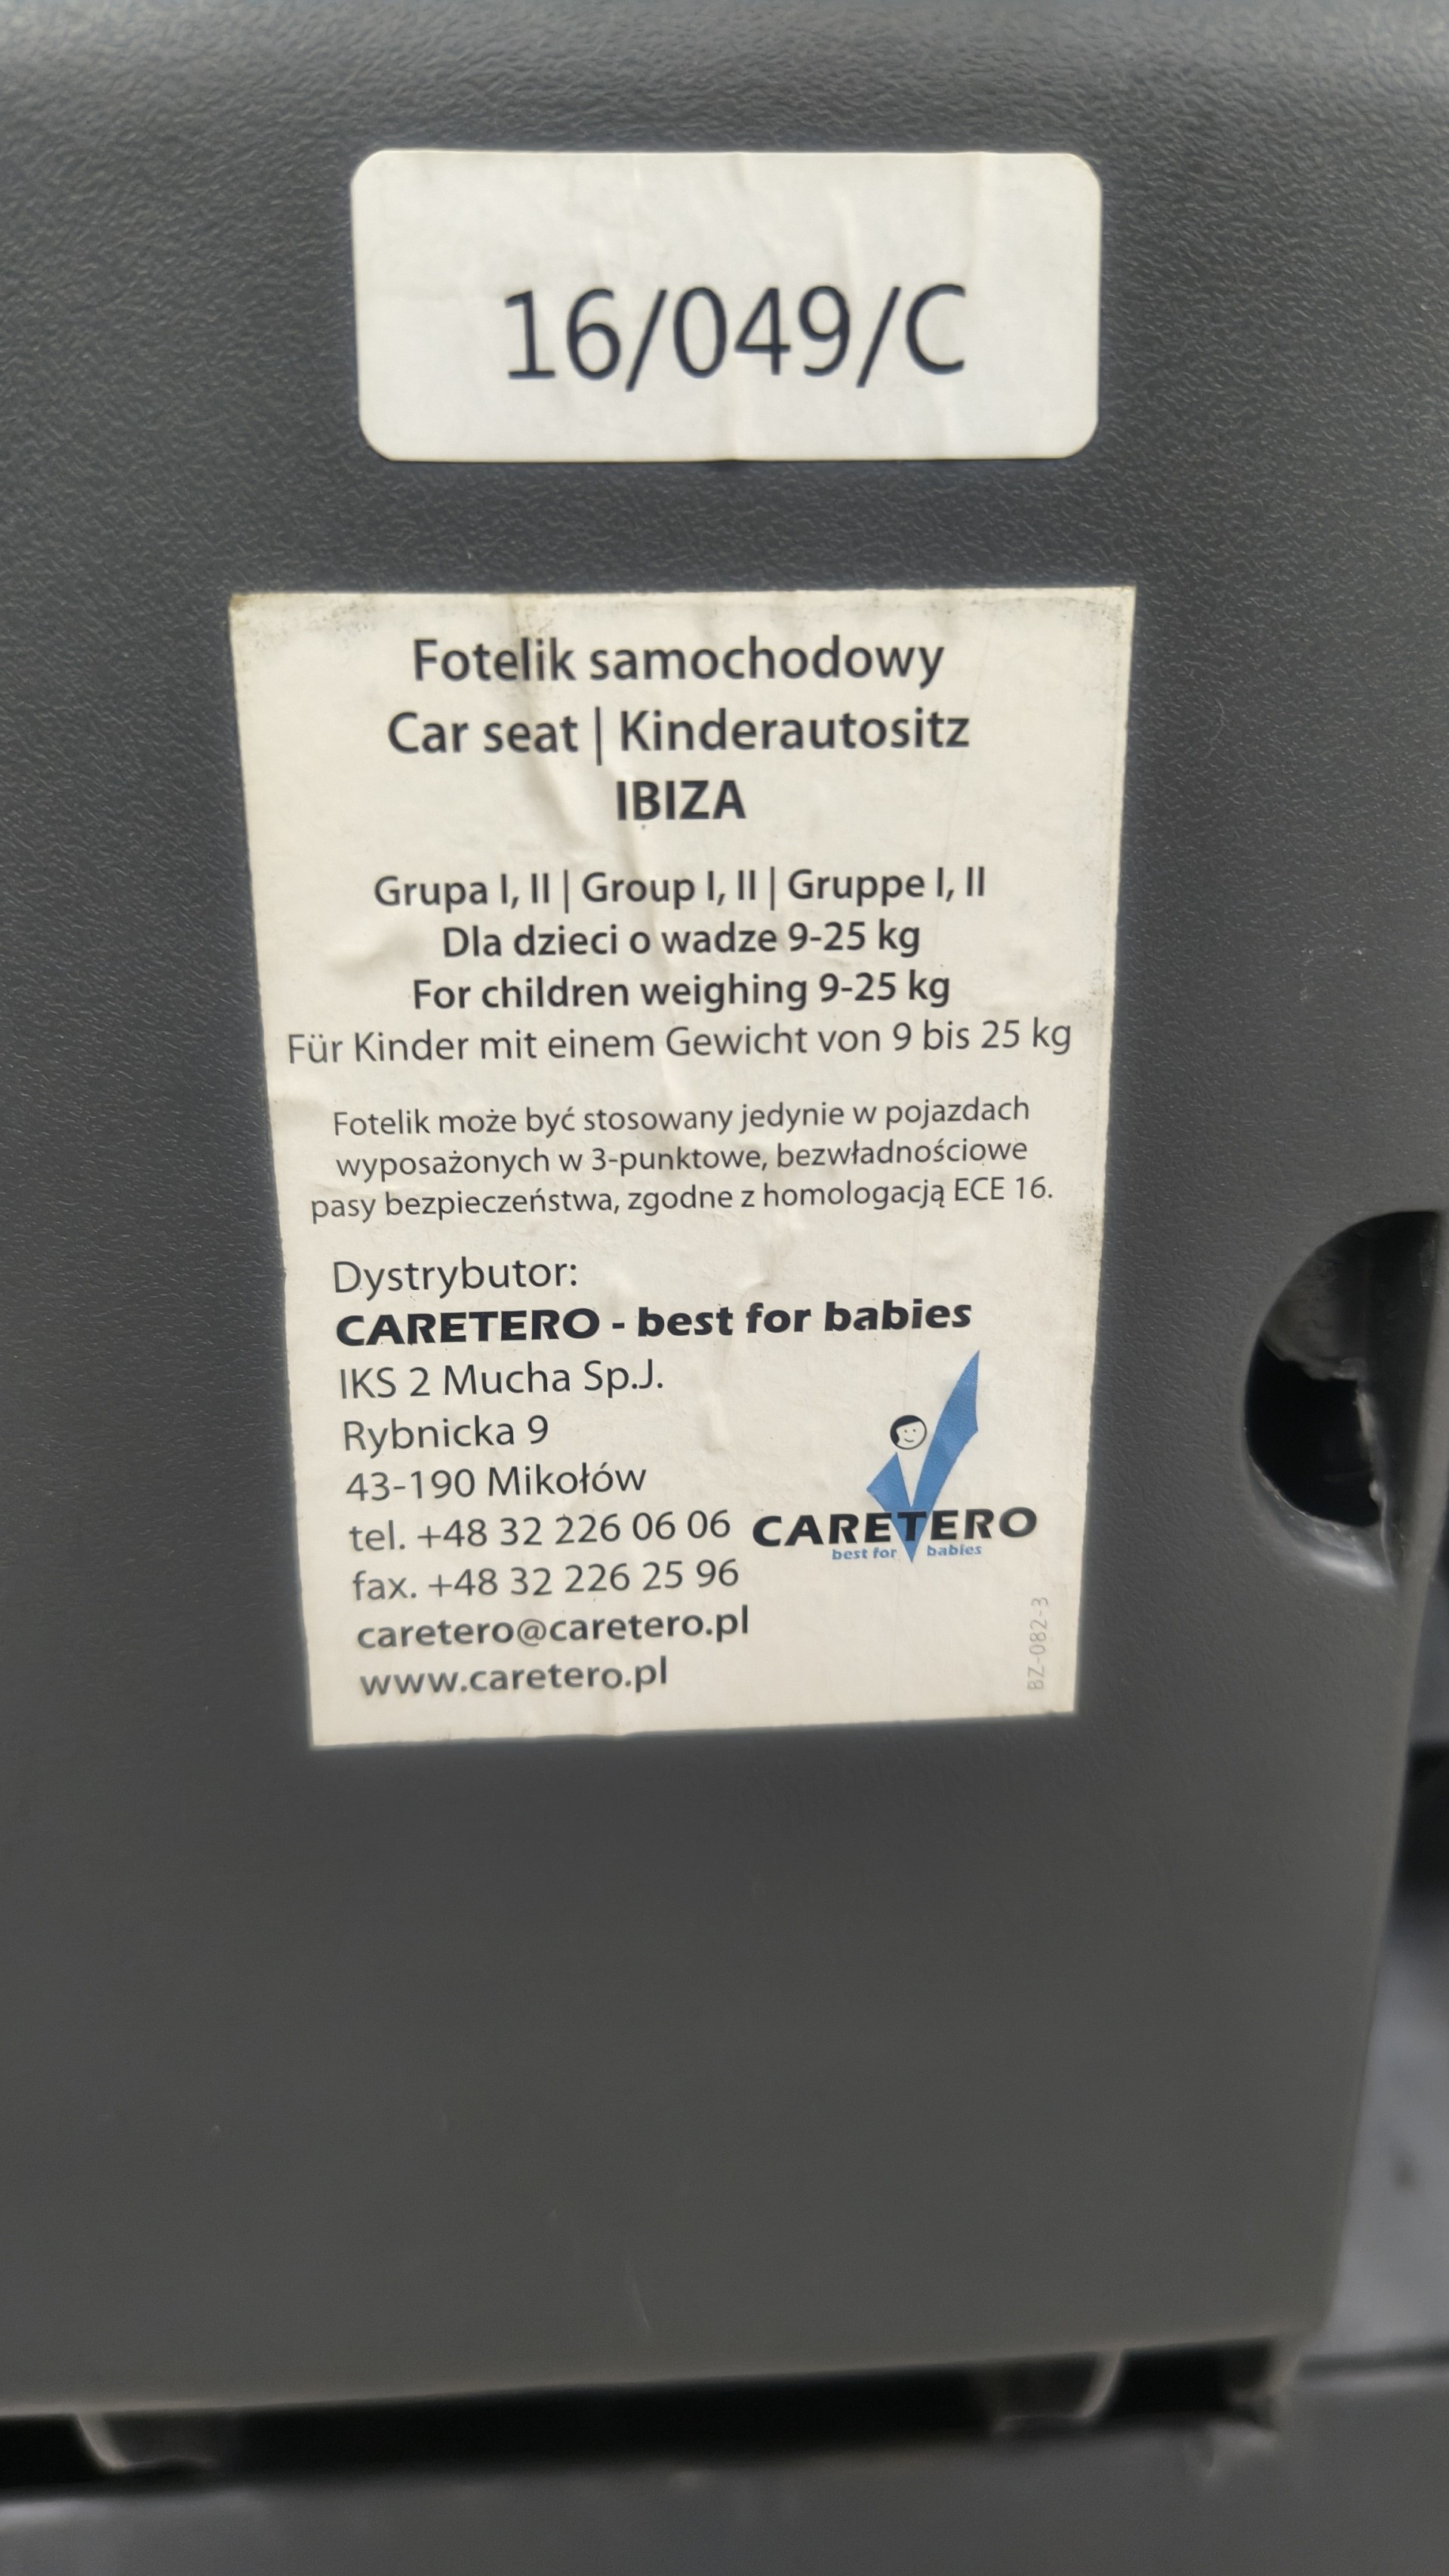 16/049/C
Fotelik samochodowy
Car seat | Kinderautositz
IBIZA
Grupa I, II | Group I, II | Gruppe I, II
Dla dzieci o wadze 9-25 kg
For children weighing 9-25 kg
Für Kinder mit einem Gewicht von 9 bis 25 kg
Fotelik może być stosowany jedynie w pojazdach
wyposażonych w 3-punktowe, bezwładnościowe
pasy bezpieczeństwa, zgodne z homologacją ECE 16.
Dystrybutor:
CARETERO - best for babies
IKS 2 Mucha Sp.J.
Rybnicka 9
43-190 Mikołów
tel. +48 32 226 06 06
fax. +48 32 226 25 96
caretero@caretero.pl
www.caretero.pl
CARETERO
best for babies
BZ-082-3